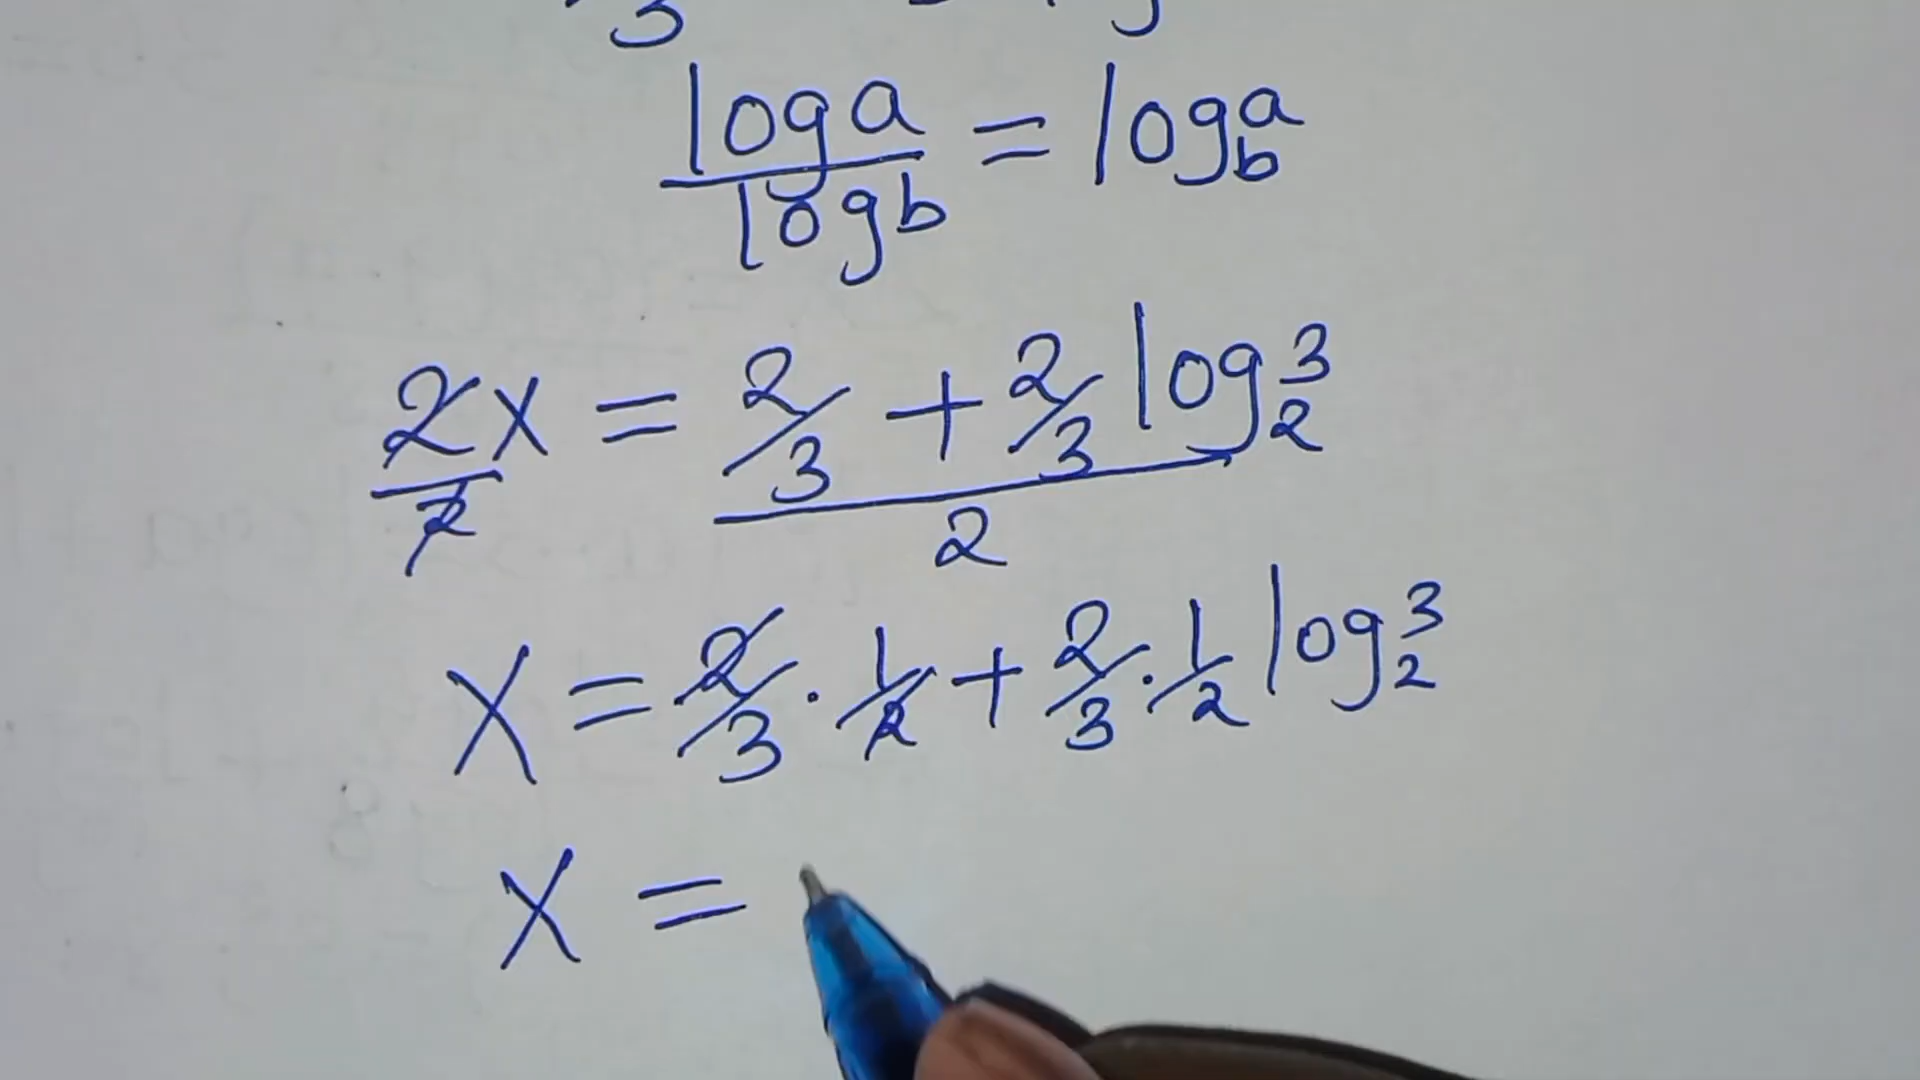 3
log a / log b = log_b a
2x / 2 = (2/3 + 2/3 log_2 3) / 2
x = 2/3 · 1/2 + 2/3 · 1/2 log_2 3
x =